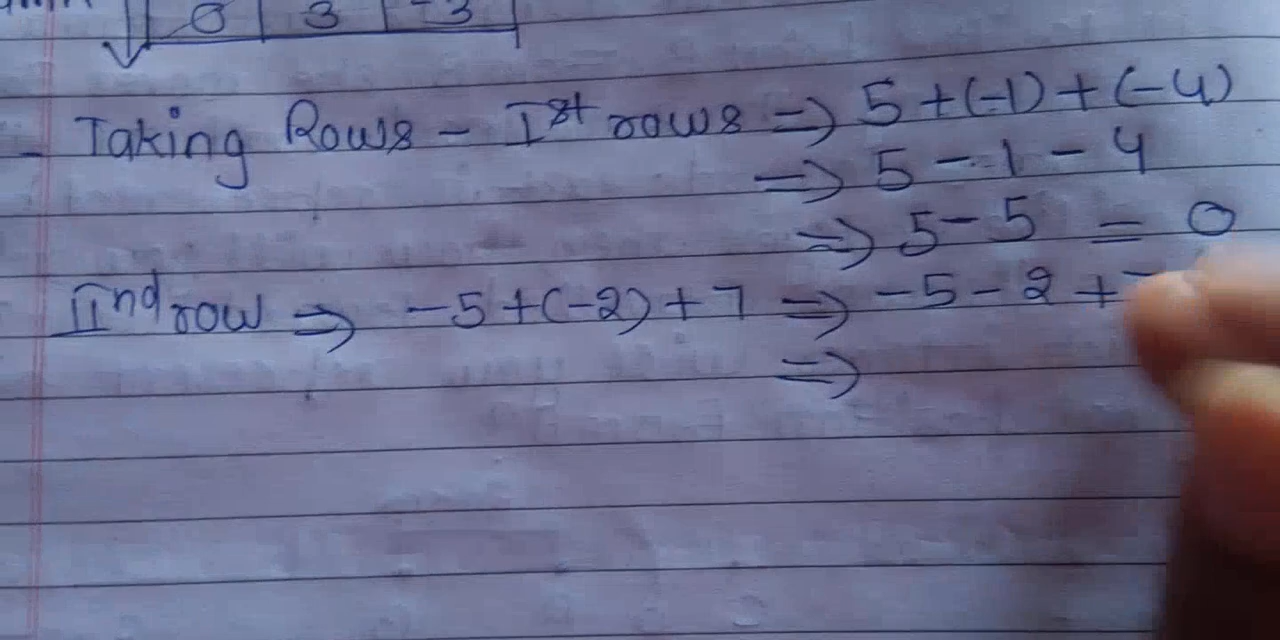 0 3 -3
- Taking Rows - Ist rows ⇒ 5 + (-1) + (-4)
⇒ 5 - 1 - 4
⇒ 5 - 5 = 0
IInd row ⇒ -5 + (-2) + 7 ⇒ -5 - 2 +
⇒